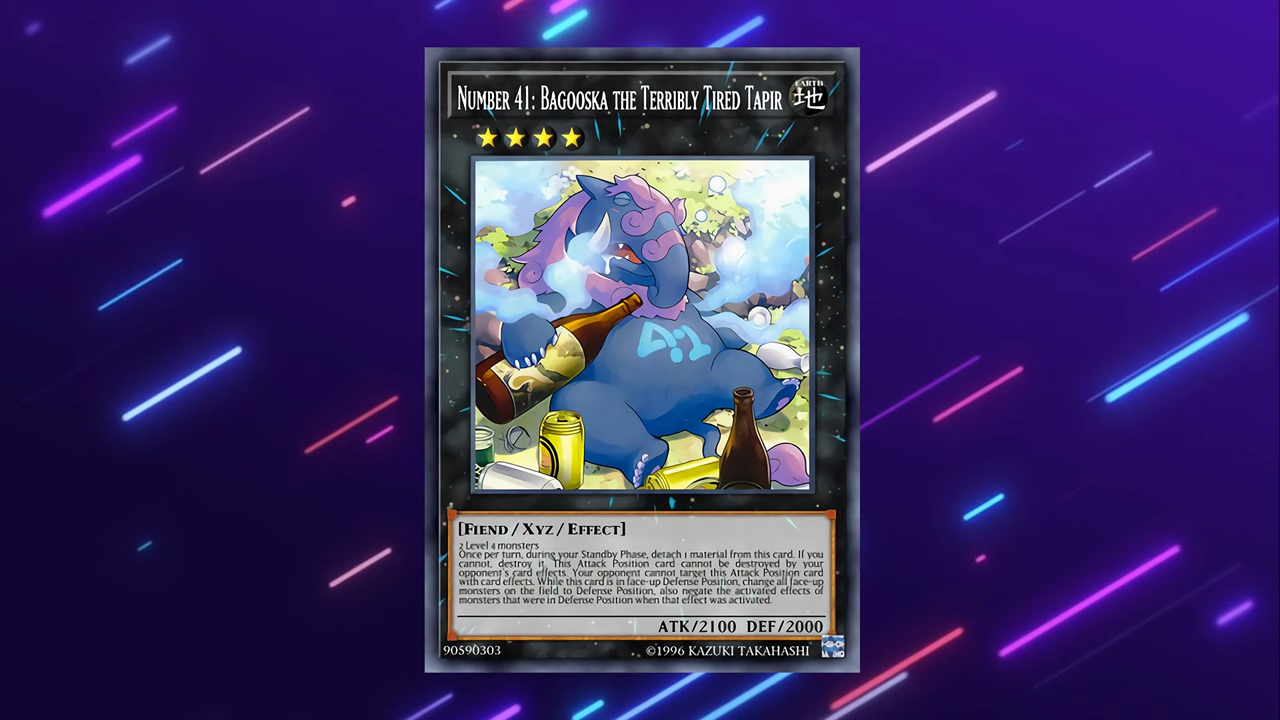 NUMBER 41: BAGOOSKA THE TERRIBLY TIRED TAPIR
EARTH
地
4:1
[FIEND / XYZ / EFFECT]
2 Level 4 monsters
Once per turn, during your Standby Phase, detach 1 material from this card. If you
cannot, destroy it. This Attack Position card cannot be destroyed by your
opponent's card effects. Your opponent cannot target this Attack Position card
with card effects. While this card is in face-up Defense Position, change all face-up
monsters on the field to Defense Position, also negate the activated effects of
monsters that were in Defense Position when that effect was activated.
ATK/2100 DEF/2000
90590303
©1996 KAZUKI TAKAHASHI